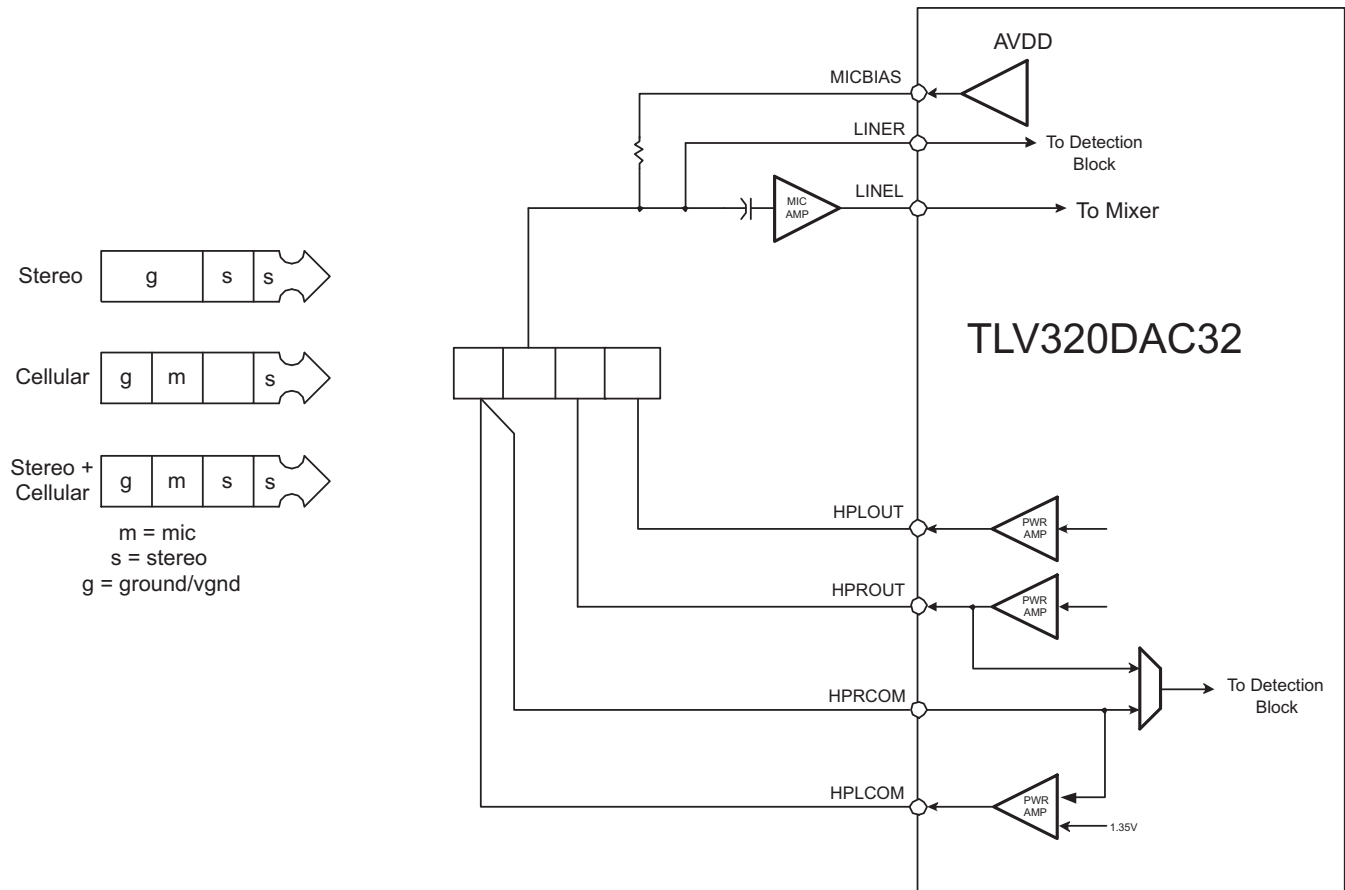 AVDD
MICBIAS
LINER
To Detection
Block
LINEL
MIC
AMP
To Mixer
Stereo
g s s
TLV320DAC32
Cellular
g m s
Stereo +
Cellular
g m s s
m = mic
s = stereo
g = ground/vgnd
HPLOUT
PWR
AMP
HPROUT
PWR
AMP
To Detection
Block
HPRCOM
HPLCOM
PWR
AMP
1.35V